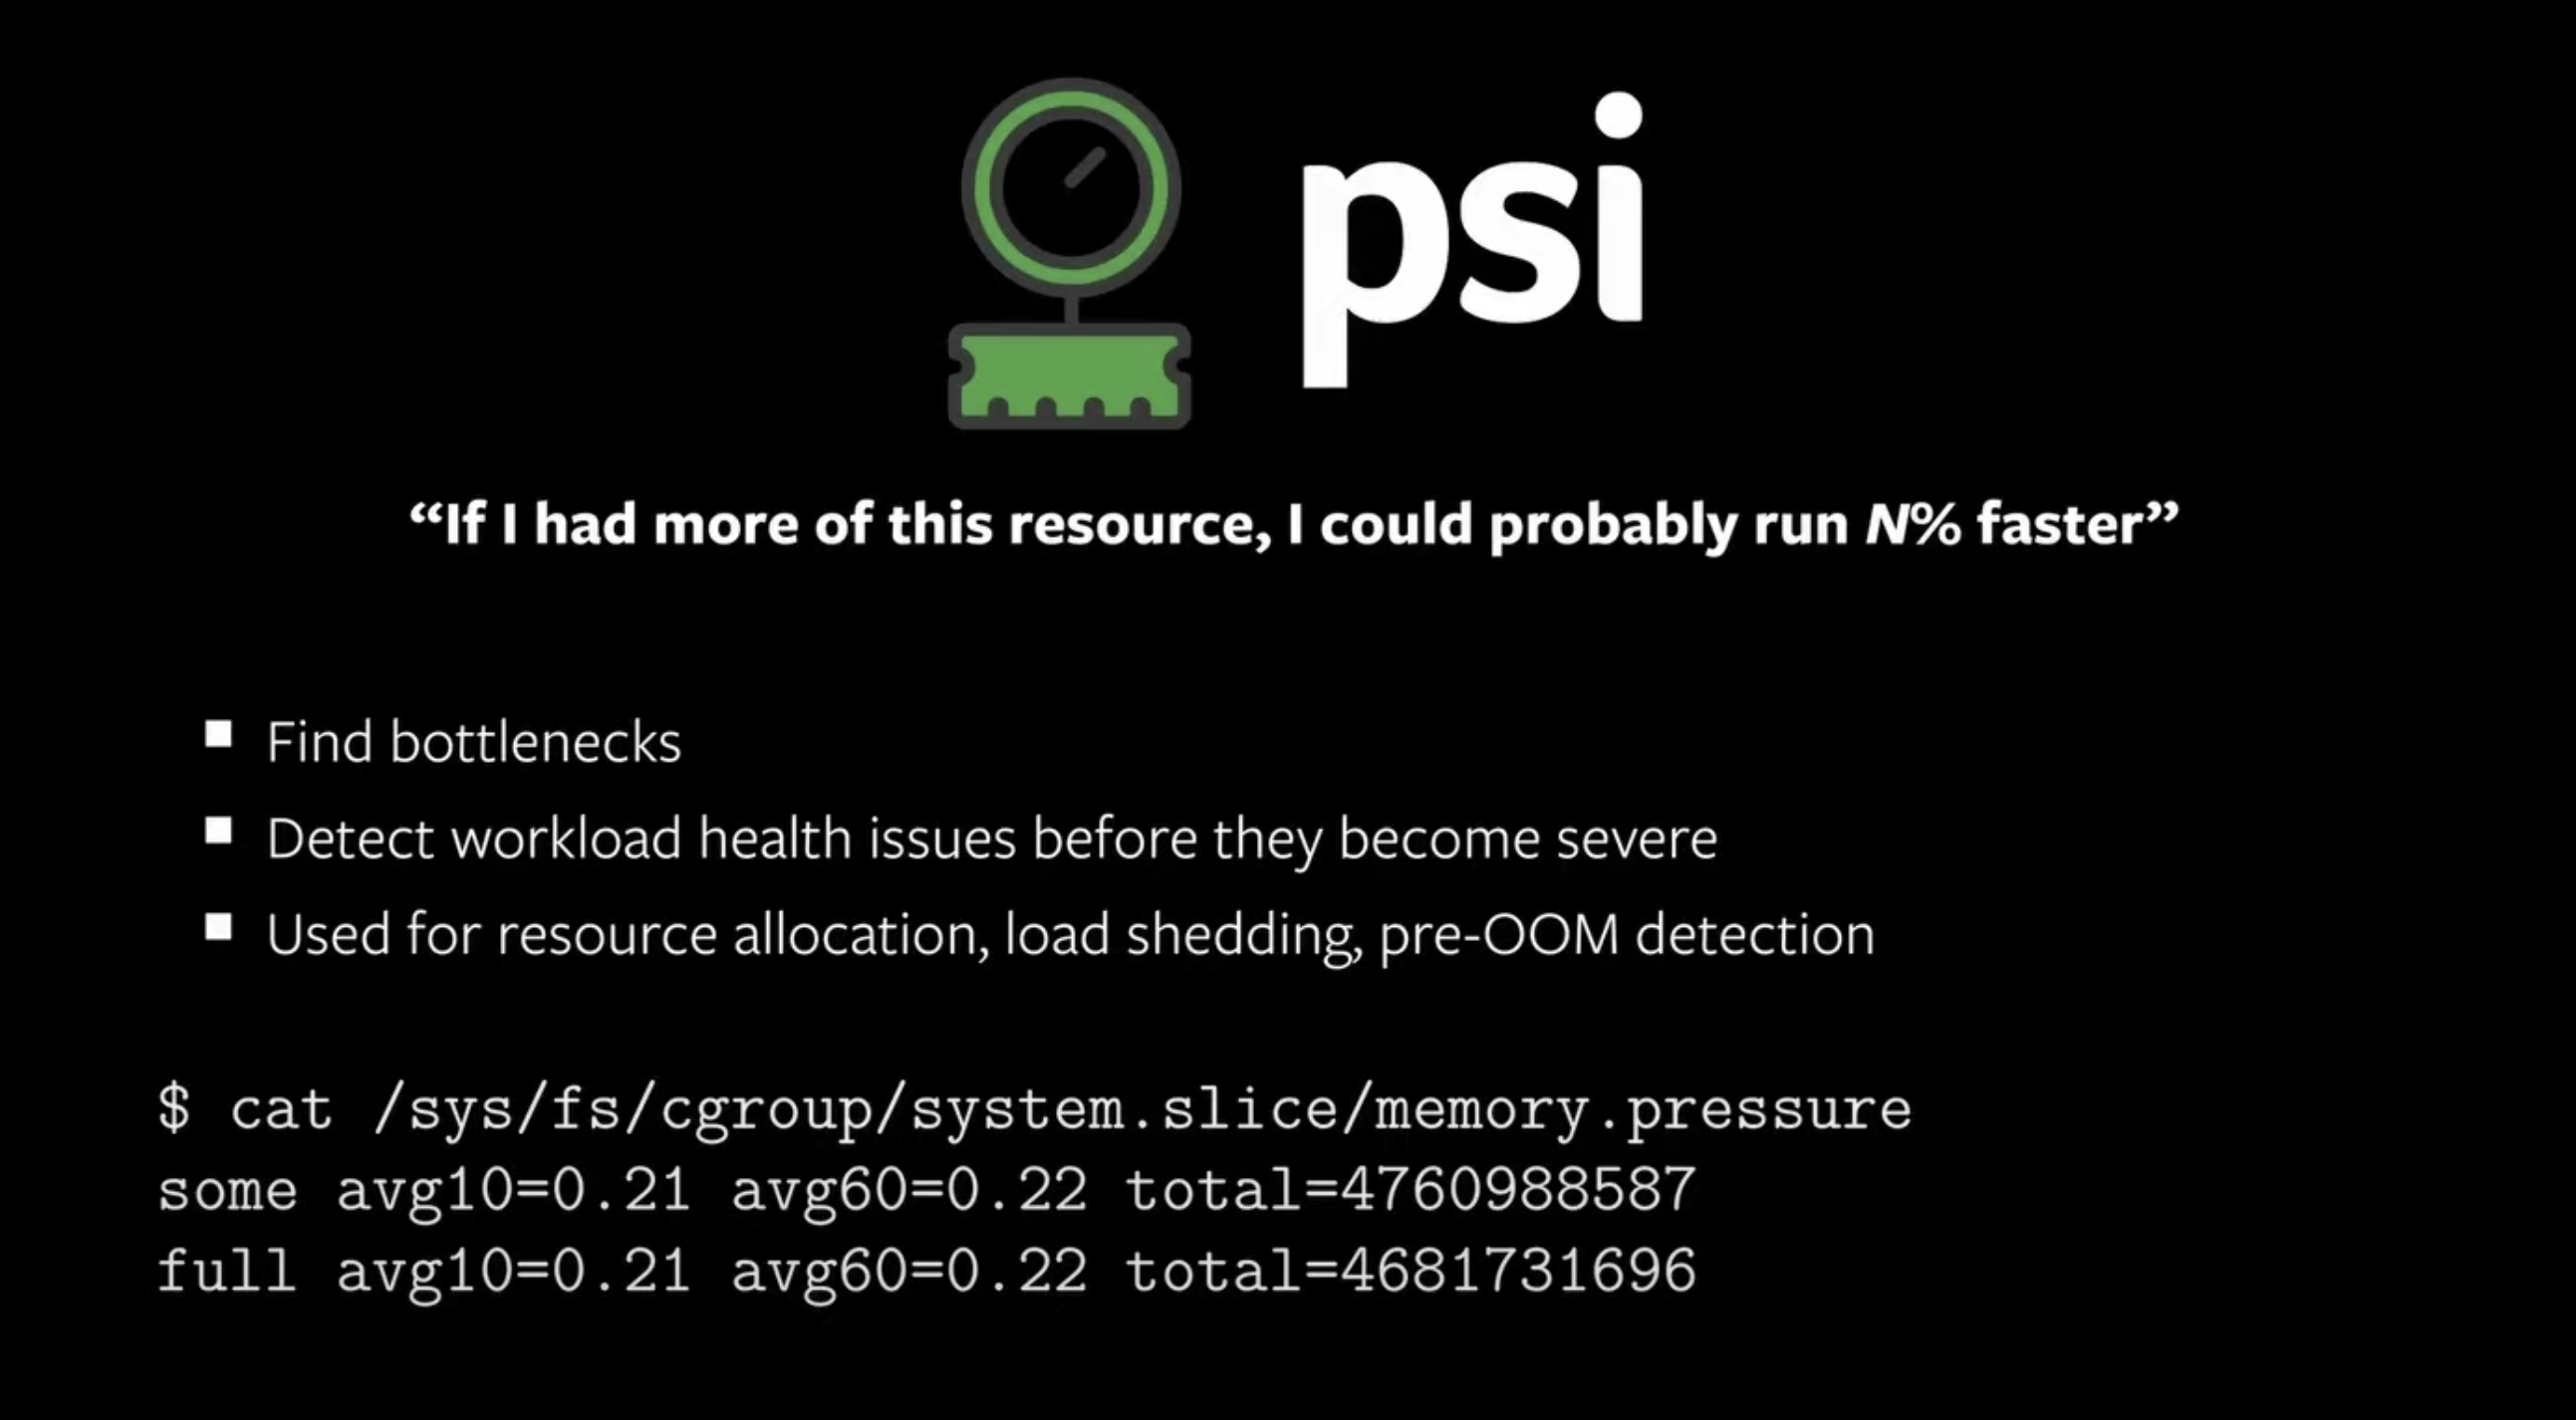 psi
“If I had more of this resource, I could probably run N% faster”
Find bottlenecks
Detect workload health issues before they become severe
Used for resource allocation, load shedding, pre-OOM detection
$ cat /sys/fs/cgroup/system.slice/memory.pressure
some avg10=0.21 avg60=0.22 total=4760988587
full avg10=0.21 avg60=0.22 total=4681731696